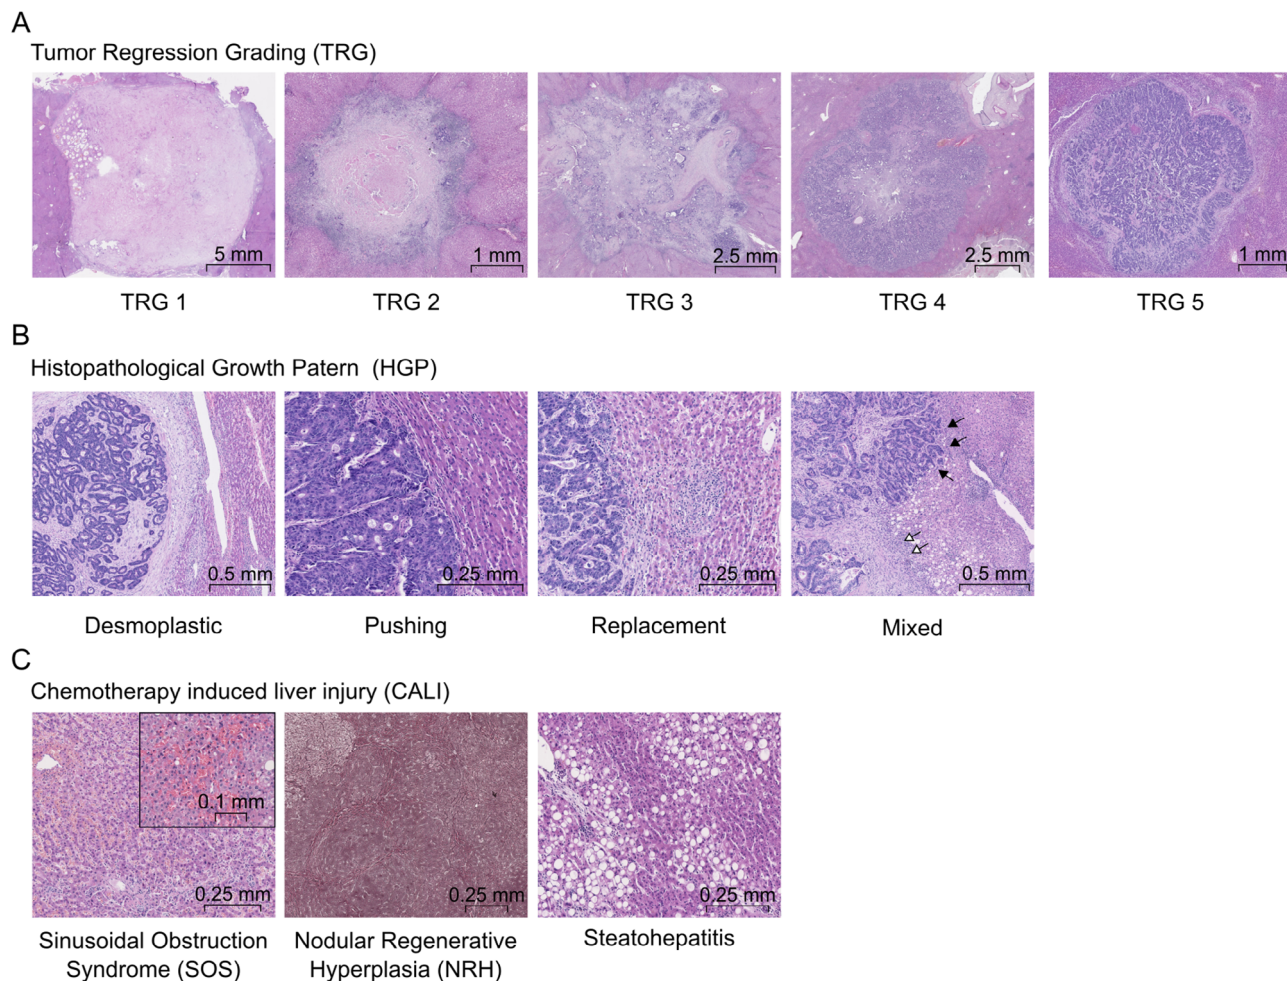 A
Tumor Regression Grading (TRG)
5 mm
1 mm
2.5 mm
2.5 mm
1 mm
TRG 1
TRG 2
TRG 3
TRG 4
TRG 5
B
Histopathological Growth Patern (HGP)
0.5 mm
0.25 mm
0.25 mm
0.5 mm
Desmoplastic
Pushing
Replacement
Mixed
C
Chemotherapy induced liver injury (CALI)
0.1 mm
0.25 mm
0.25 mm
0.25 mm
Sinusoidal Obstruction
Syndrome (SOS)
Nodular Regenerative
Hyperplasia (NRH)
Steatohepatitis